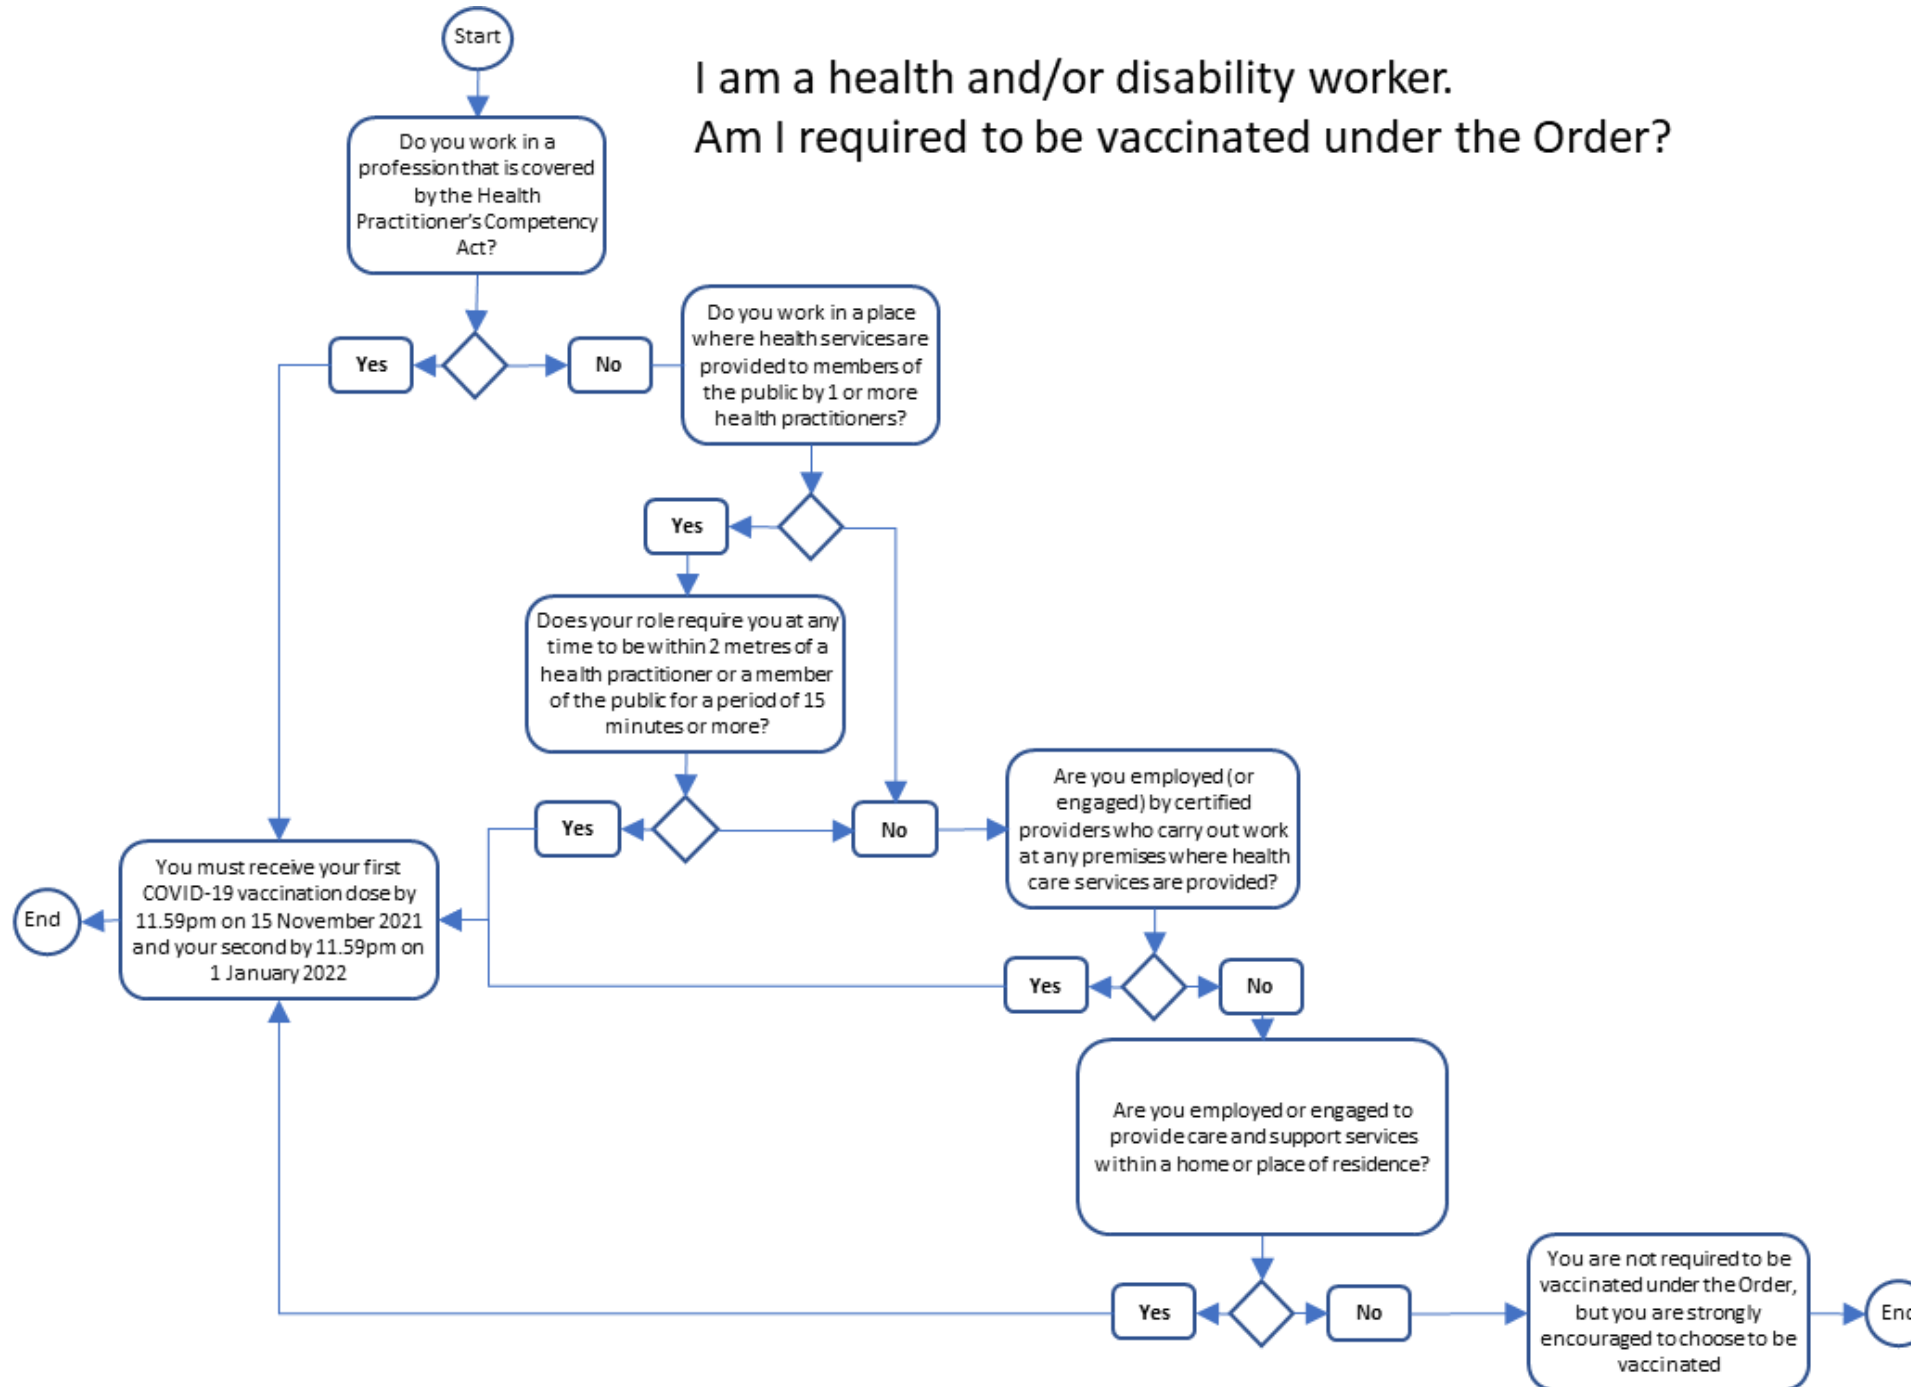 Start
I am a health and/or disability worker.
Am I required to be vaccinated under the Order?
Do you work in a
profession that is covered
by the Health
Practitioner's Competency
Act?
Yes
No
Do you work in a place
where health services are
provided to members of
the public by 1 or more
health practitioners?
Yes
Does your role require you at any
time to be within 2 metres of a
health practitioner or a member
of the public for a period of 15
minutes or more?
Yes
No
Are you employed (or
engaged) by certified
providers who carry out work
at any premises where health
care services are provided?
You must receive your first
COVID-19 vaccination dose by
11.59pm on 15 November 2021
and your second by 11.59pm on
1 January 2022
End
Yes
No
Are you employed or engaged to
provide care and support services
within a home or place of residence?
Yes
No
You are not required to be
vaccinated under the Order,
but you are strongly
encouraged to choose to be
vaccinated
End